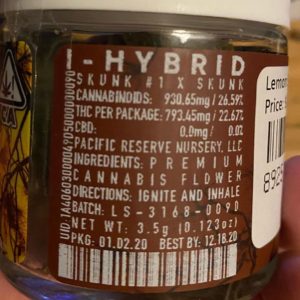 I-HYBRID
SKUNK #1 X SKUNK
CANNABINOIDS: 930.65mg / 26.59%
THC PER PACKAGE: 793.45mg / 22.67%
CBD: 0.0mg / 0.0%
PACIFIC RESERVE NURSERY, LLC
INGREDIENTS: PREMIUM
CANNABIS FLOWER
DIRECTIONS: IGNITE AND INHALE
BATCH: LS-3168-0090
NET WT: 3.5g (0.123oz)
PKG: 01.02.20 BEST BY: 12.18.20
Price: